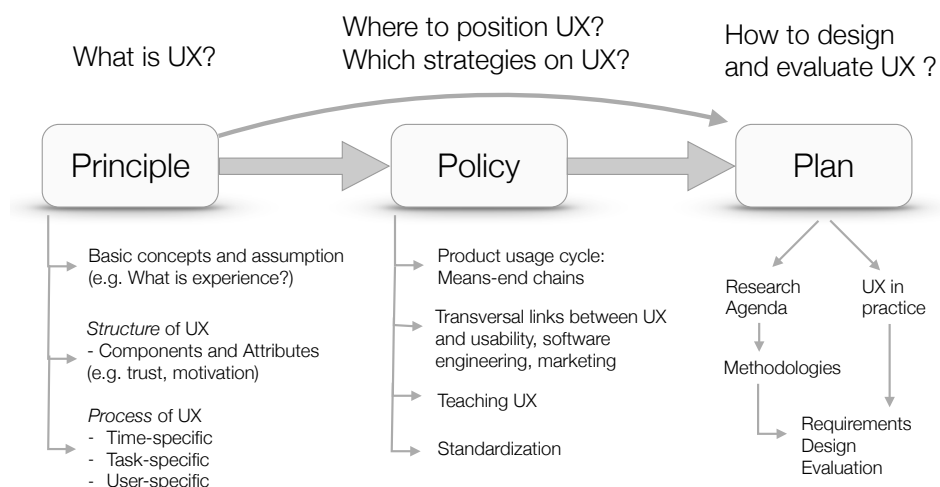 What is UX?
Where to position UX?
Which strategies on UX?
How to design
and evaluate UX ?
Principle
Policy
Plan
Basic concepts and assumption
(e.g. What is experience?)
Structure of UX
- Components and Attributes
(e.g. trust, motivation)
Process of UX
- Time-specific
- Task-specific
- User-specific
Product usage cycle:
Means-end chains
Transversal links between UX
and usability, software
engineering, marketing
Teaching UX
Standardization
Research
Agenda
UX in
practice
Methodologies
Requirements
Design
Evaluation